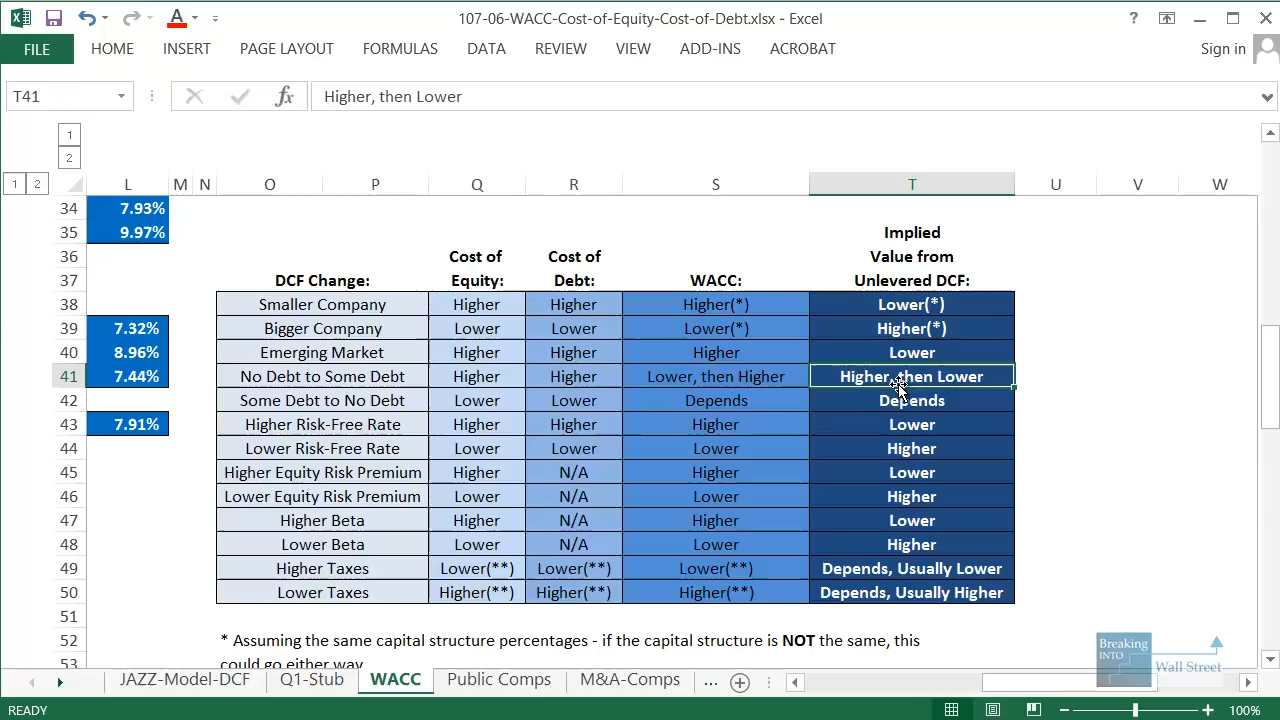 107-06-WACC-Cost-of-Equity-Cost-of-Debt.xlsx - Excel
FILE HOME INSERT PAGE LAYOUT FORMULAS DATA REVIEW VIEW ADD-INS ACROBAT Sign in
T41 fx Higher, then Lower
1
2
1 2 L M N O P Q R S T U V W
34 7.93%
35 9.97% Implied
36 Cost of Cost of Value from
37 DCF Change: Equity: Debt: WACC: Unlevered DCF:
38 Smaller Company Higher Higher Higher(*) Lower(*)
39 7.32% Bigger Company Lower Lower Lower(*) Higher(*)
40 8.96% Emerging Market Higher Higher Higher Lower
41 7.44% No Debt to Some Debt Higher Higher Lower, then Higher Higher, then Lower
42 Some Debt to No Debt Lower Lower Depends Depends
43 7.91% Higher Risk-Free Rate Higher Higher Higher Lower
44 Lower Risk-Free Rate Lower Lower Lower Higher
45 Higher Equity Risk Premium Higher N/A Higher Lower
46 Lower Equity Risk Premium Lower N/A Lower Higher
47 Higher Beta Higher N/A Higher Lower
48 Lower Beta Lower N/A Lower Higher
49 Higher Taxes Lower(**) Lower(**) Lower(**) Depends, Usually Lower
50 Lower Taxes Higher(**) Higher(**) Higher(**) Depends, Usually Higher
51
52 * Assuming the same capital structure percentages - if the capital structure is NOT the same, this
53 could go either way
Breaking
INTO
Wall Street
JAZZ-Model-DCF Q1-Stub WACC Public Comps M&A-Comps ...
READY 100%